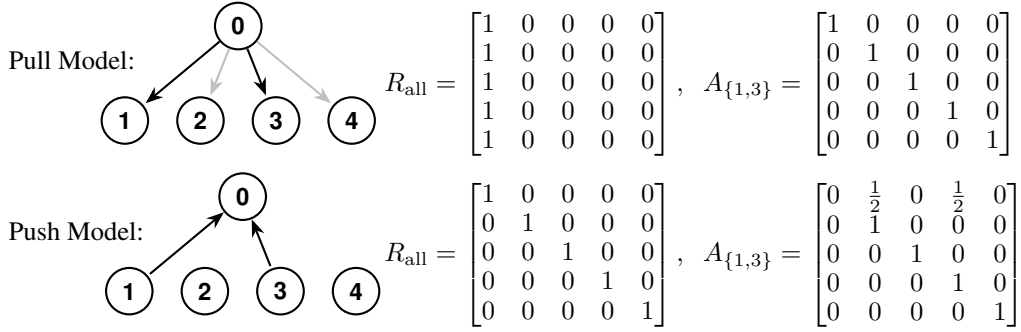 0
Pull Model:
1 2 3 4
R_all = [1 0 0 0 0; 1 0 0 0 0; 1 0 0 0 0; 1 0 0 0 0; 1 0 0 0 0] , A_{1,3} = [1 0 0 0 0; 0 1 0 0 0; 0 0 1 0 0; 0 0 0 1 0; 0 0 0 0 1]
0
Push Model:
1 2 3 4
R_all = [1 0 0 0 0; 0 1 0 0 0; 0 0 1 0 0; 0 0 0 1 0; 0 0 0 0 1] , A_{1,3} = [0 1/2 0 1/2 0; 0 1 0 0 0; 0 0 1 0 0; 0 0 0 1 0; 0 0 0 0 1]